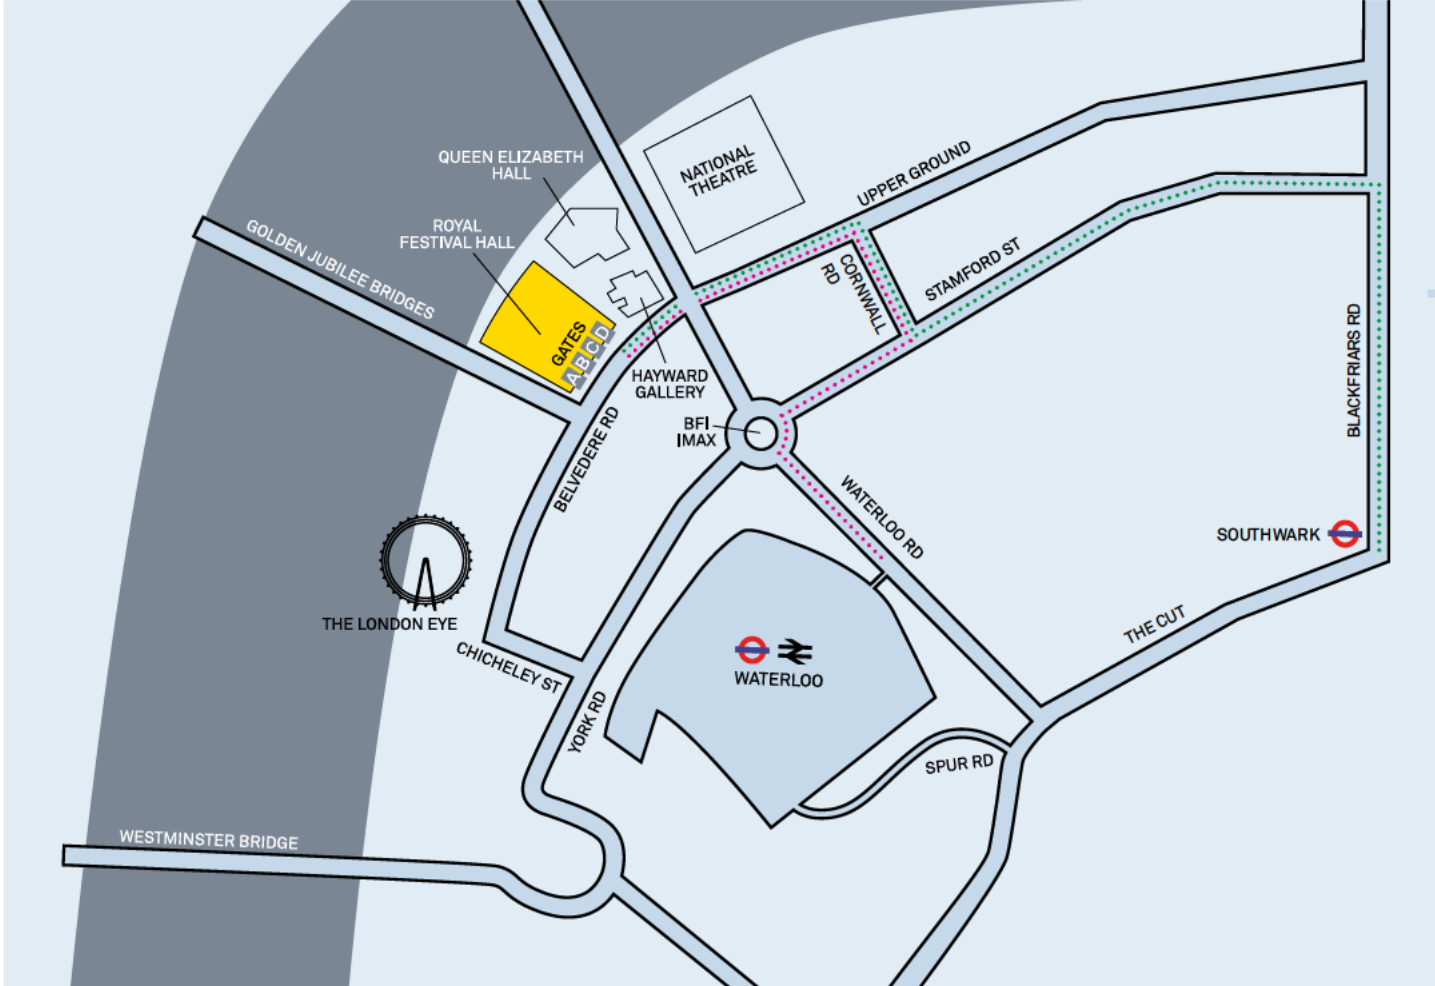 QUEEN ELIZABETH
HALL
NATIONAL
THEATRE
UPPER GROUND
ROYAL
FESTIVAL HALL
GOLDEN JUBILEE BRIDGES
CORNWALL
RD
STAMFORD ST
GATES
A B C D
HAYWARD
GALLERY
BFI
IMAX
BELVEDERE RD
BLACKFRIARS RD
WATERLOO RD
SOUTHWARK
THE LONDON EYE
THE CUT
CHICHELEY ST
WATERLOO
YORK RD
SPUR RD
WESTMINSTER BRIDGE